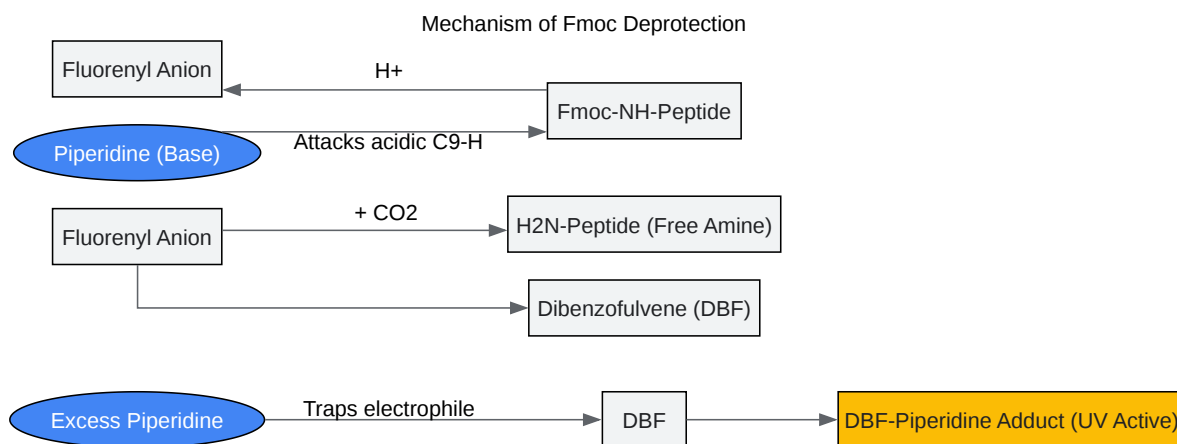 Mechanism of Fmoc Deprotection
Fluorenyl Anion
H+
Fmoc-NH-Peptide
Piperidine (Base)
Attacks acidic C9-H
Fluorenyl Anion
+ CO2
H2N-Peptide (Free Amine)
Dibenzofulvene (DBF)
Excess Piperidine
Traps electrophile
DBF
DBF-Piperidine Adduct (UV Active)